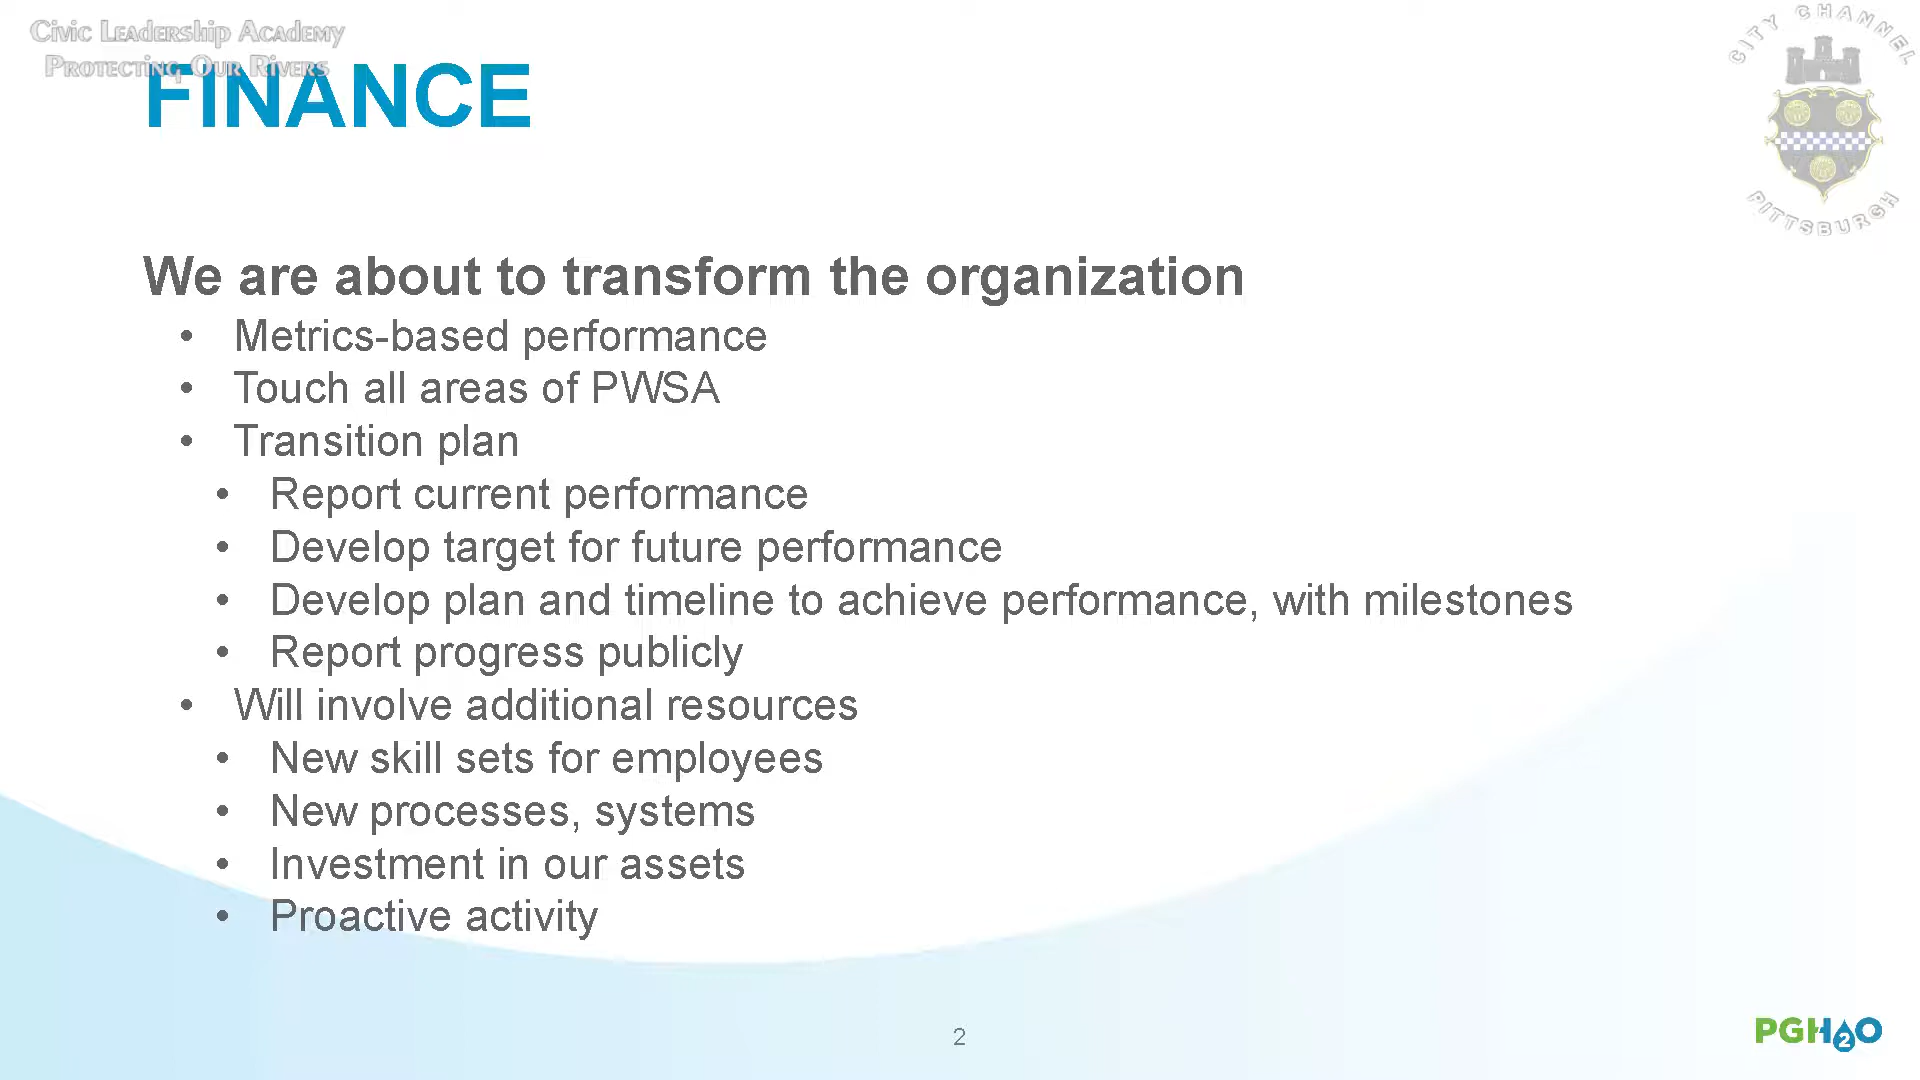 Civic Leadership Academy
Protecting Our Rivers
CITY CHANNEL
PITTSBURGH
FINANCE
We are about to transform the organization
• Metrics-based performance
• Touch all areas of PWSA
• Transition plan
• Report current performance
• Develop target for future performance
• Develop plan and timeline to achieve performance, with milestones
• Report progress publicly
• Will involve additional resources
• New skill sets for employees
• New processes, systems
• Investment in our assets
• Proactive activity
2
PGH2O